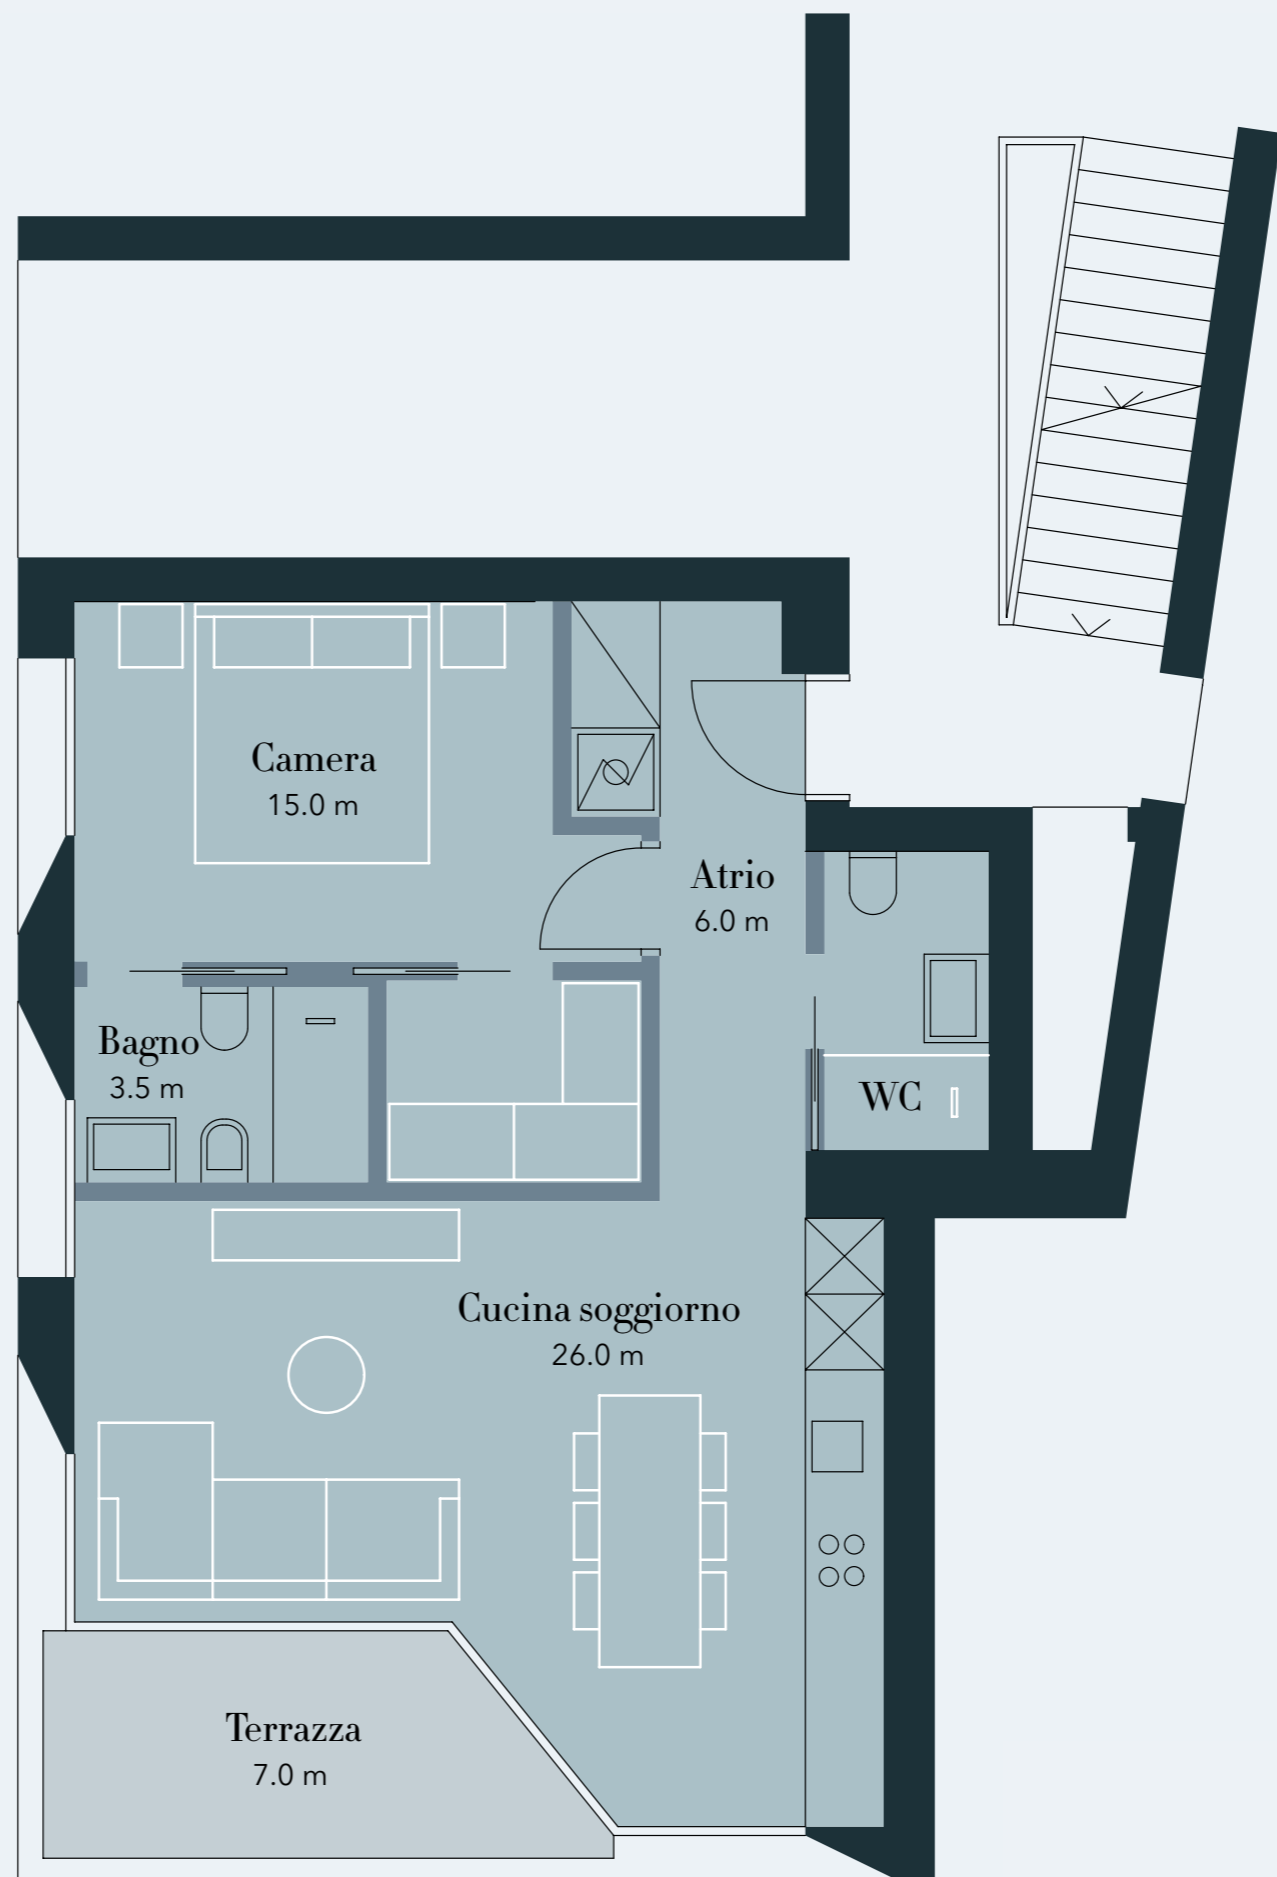 Camera
15.0 m
Atrio
6.0 m
Bagno
3.5 m
WC
Cucina soggiorno
26.0 m
Terrazza
7.0 m